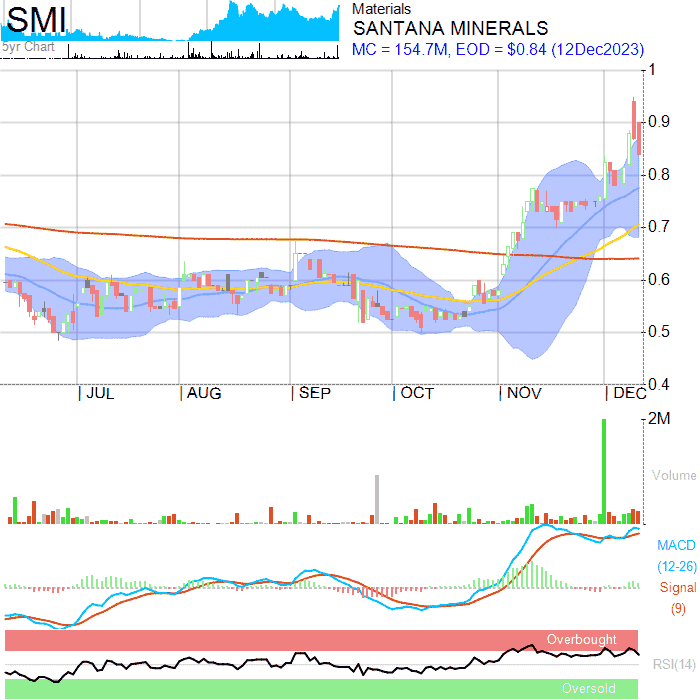 SMI
5yr Chart
Materials
SANTANA MINERALS
MC = 154.7M, EOD = $0.84 (12Dec2023)
1
0.9
0.8
0.7
0.6
0.5
0.4
JUL AUG SEP OCT NOV DEC
2M
Volume
MACD
(12-26)
Signal
(9)
Overbought
RSI(14)
Oversold